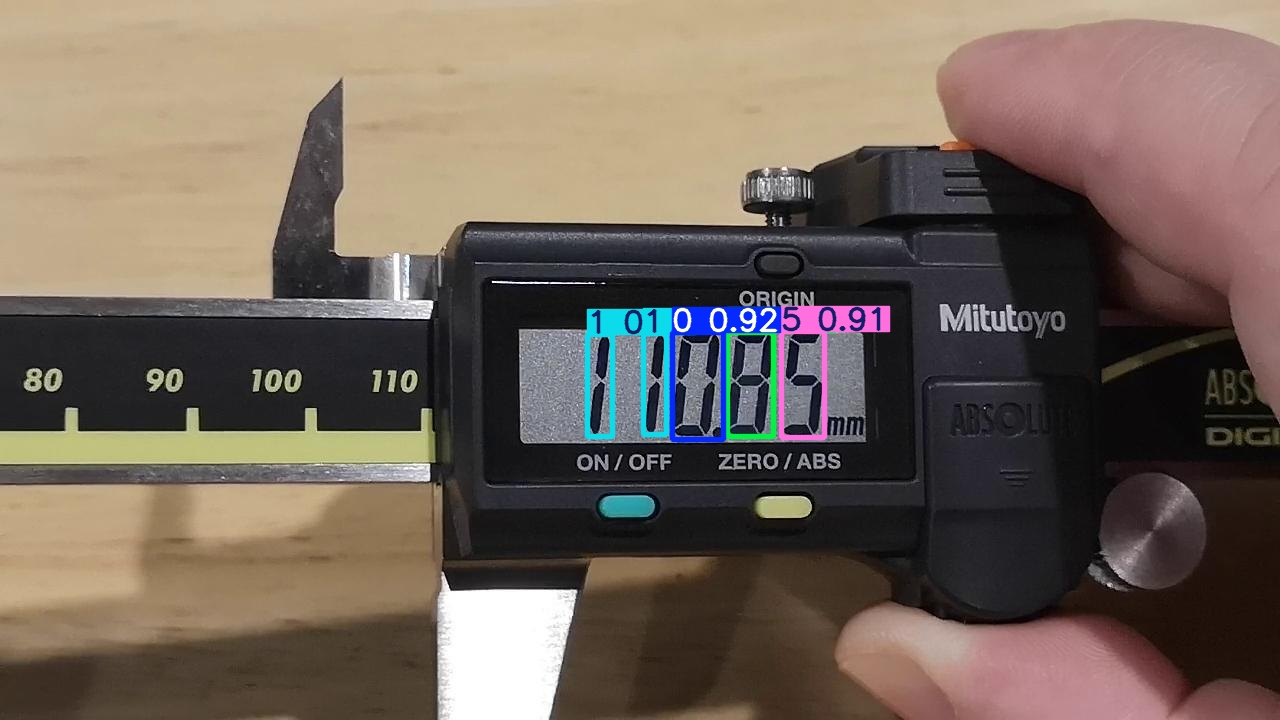 ORIGIN
1 01 0 0.92 5 0.91
110.85 mm
ON / OFF ZERO / ABS
Mitutoyo
80 90 100 110
ABSOLUTE
ABS
DIGI